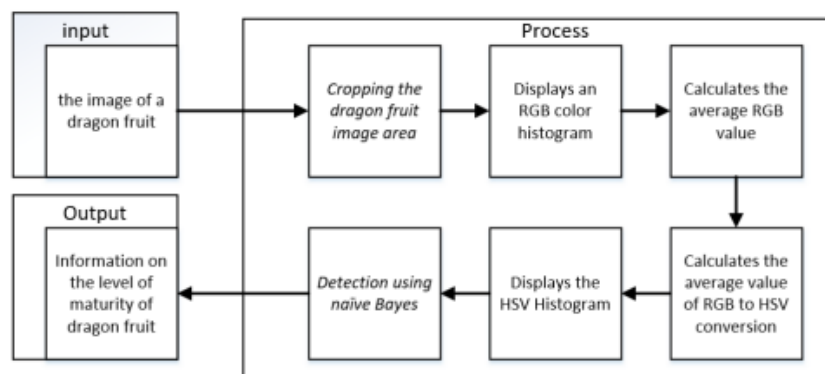 input
the image of a
dragon fruit
Process
Cropping the
dragon fruit
image area
Displays an
RGB color
histogram
Calculates the
average RGB
value
Calculates the
average value
of RGB to HSV
conversion
Displays the
HSV Histogram
Detection using
naïve Bayes
Output
Information on
the level of
maturity of
dragon fruit